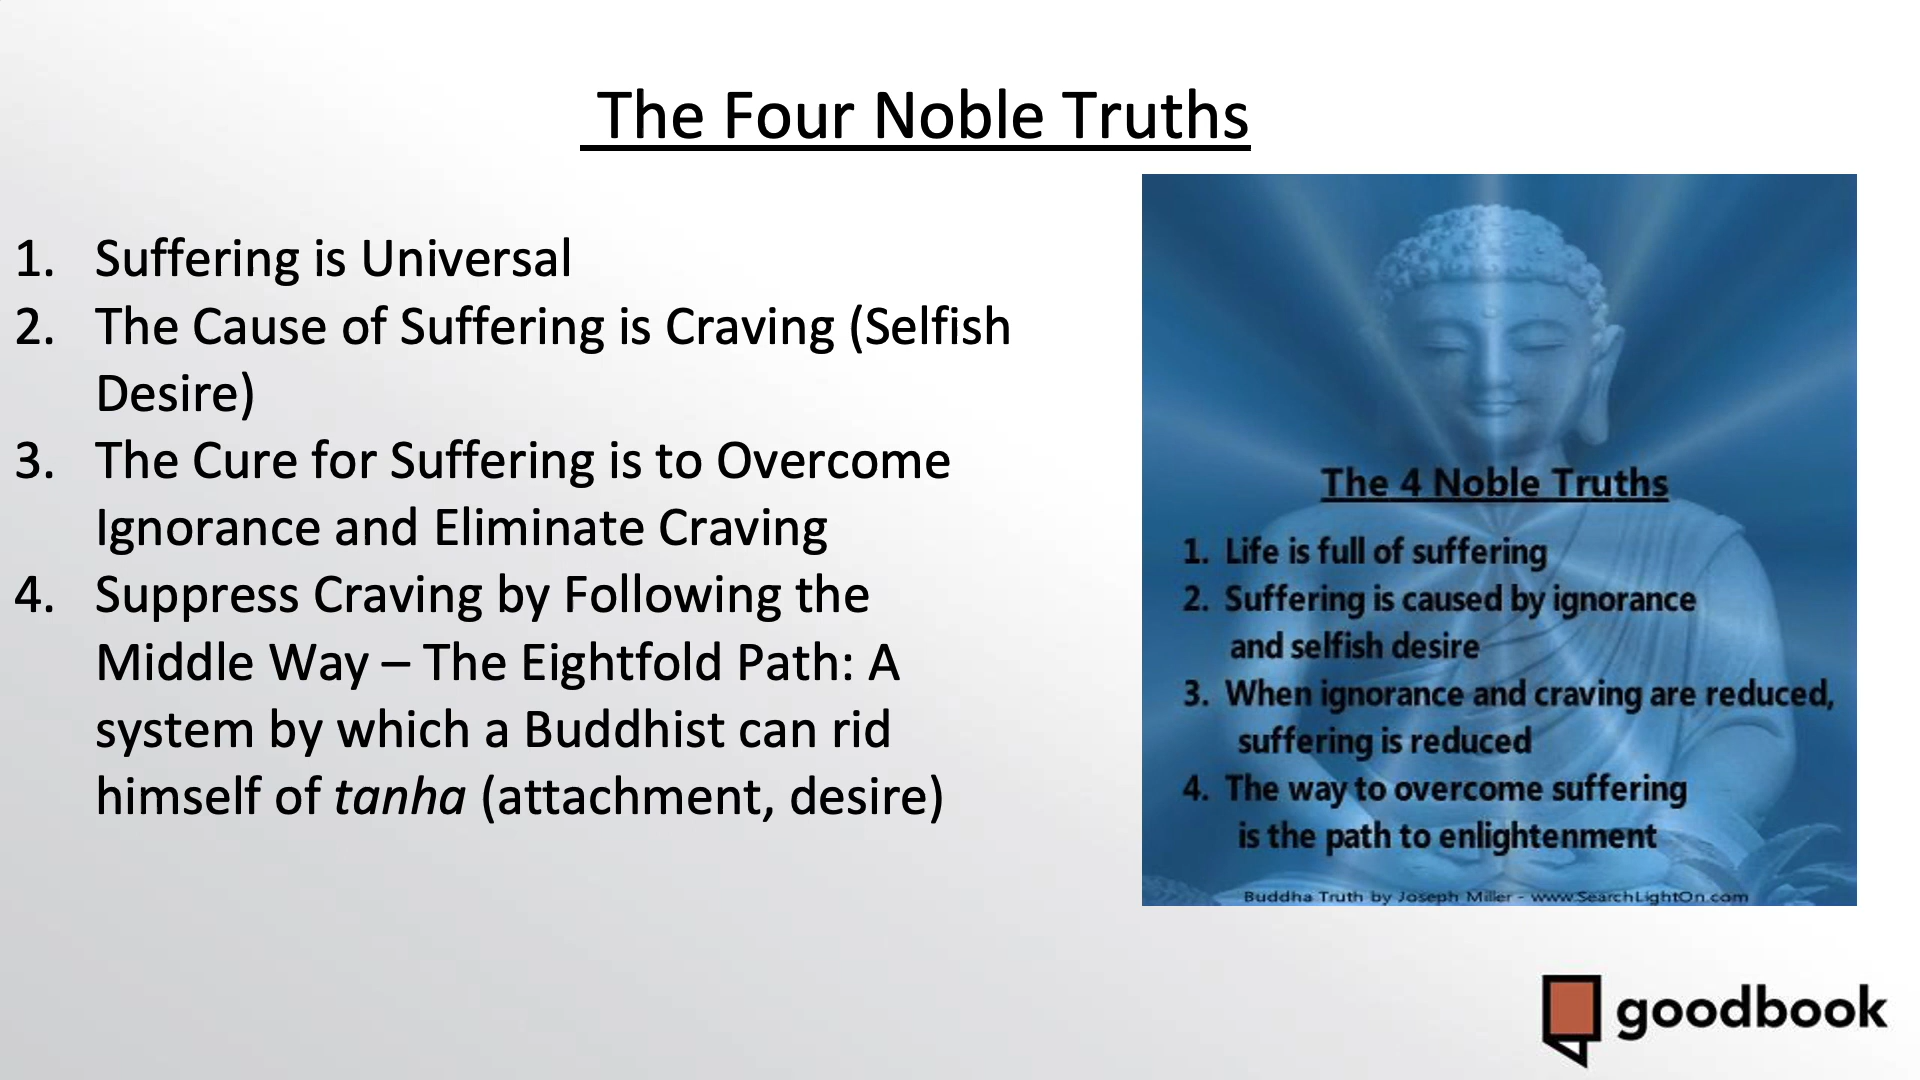 The Four Noble Truths
1. Suffering is Universal
2. The Cause of Suffering is Craving (Selfish
Desire)
3. The Cure for Suffering is to Overcome
Ignorance and Eliminate Craving
4. Suppress Craving by Following the
Middle Way – The Eightfold Path: A
system by which a Buddhist can rid
himself of tanha (attachment, desire)
The 4 Noble Truths
1. Life is full of suffering
2. Suffering is caused by ignorance
and selfish desire
3. When ignorance and craving are reduced,
suffering is reduced
4. The way to overcome suffering
is the path to enlightenment
Buddha Truth by Joseph Miller - www.SearchLightOn.com
goodbook